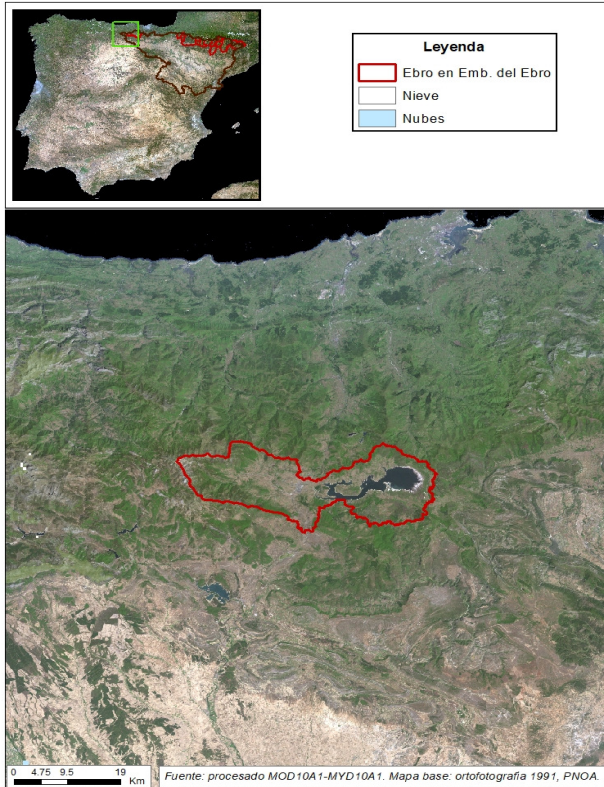 Leyenda
Ebro en Emb. del Ebro
Nieve
Nubes
0 4.75 9.5 19
Km
Fuente: procesado MOD10A1-MYD10A1. Mapa base: ortofotografía 1991, PNOA.